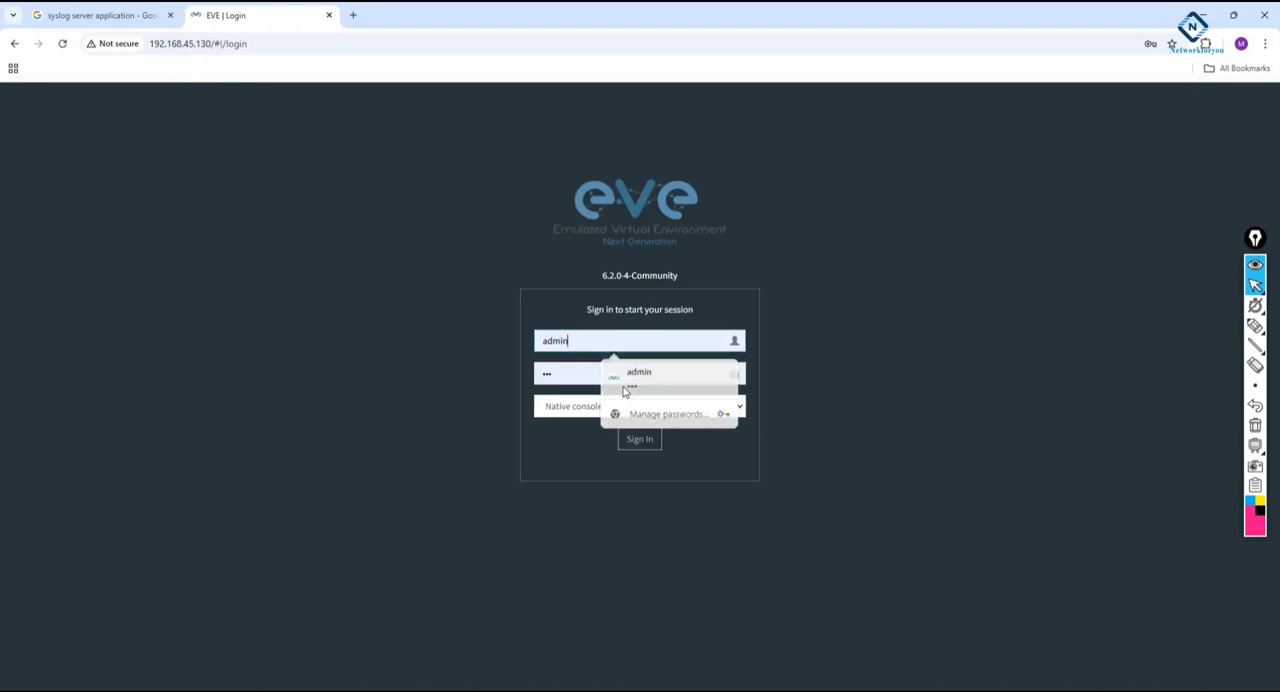 syslog server application - Goo
EVE | Login
Not secure
192.168.45.130/#!/login
M
N
Networkforyou
All Bookmarks
eve
Emulated Virtual Environment
Next Generation
6.2.0-4-Community
Sign in to start your session
admin
•••
admin
•••
Native console
Manage passwords...
Sign In